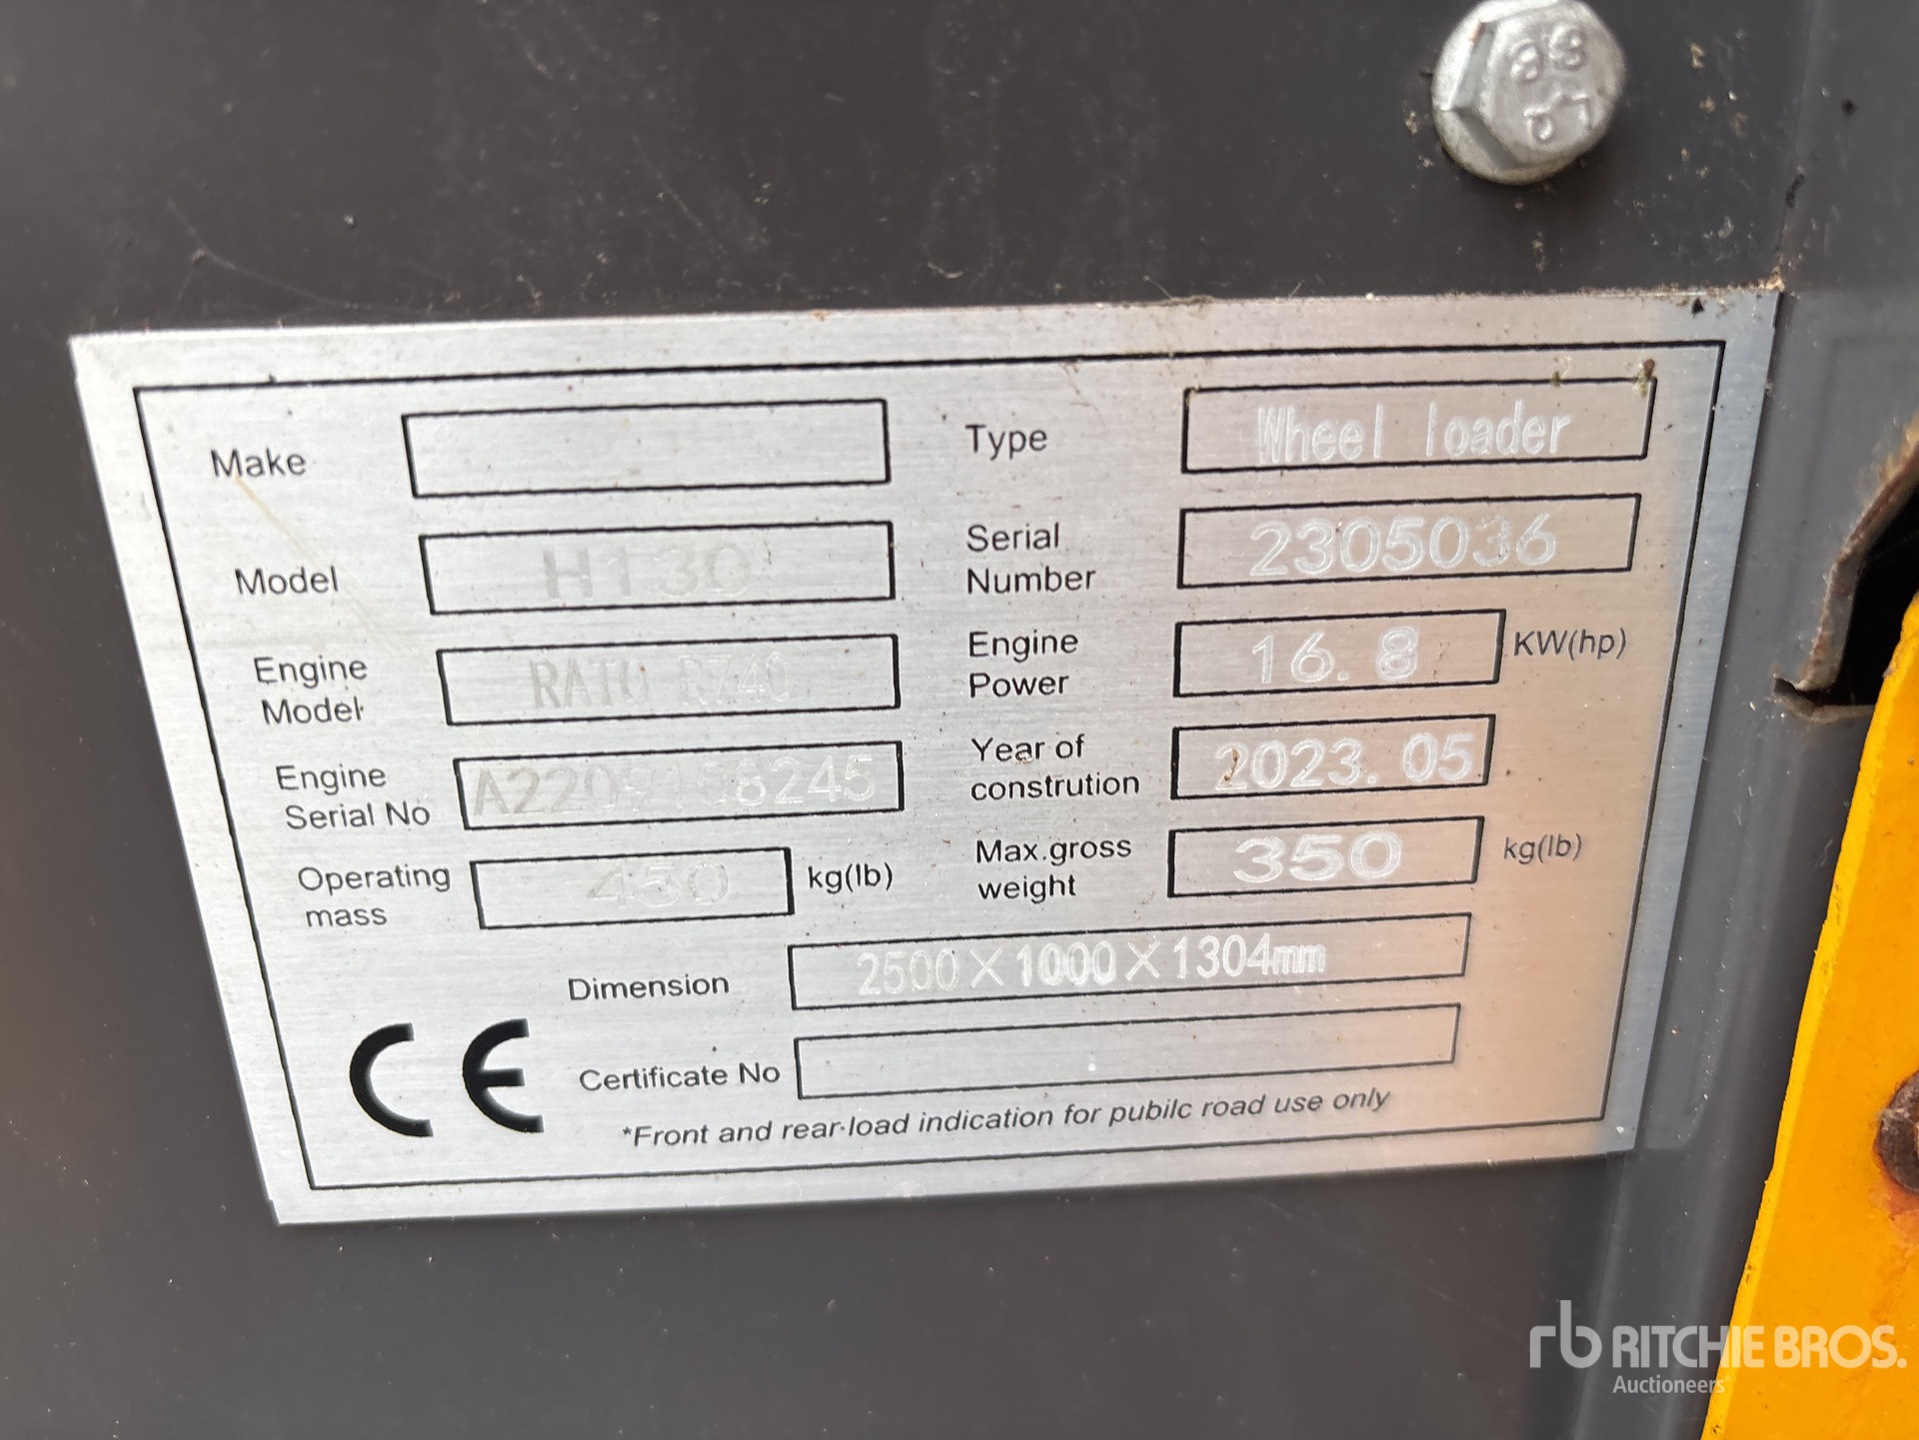 Make
Type Wheel loader
Model H130
Serial Number 2305036
Engine Model RATO R740
Engine Power 16.8 KW(hp)
Engine Serial No
Year of constrution 2023.05
Operating mass 450 kg(lb)
Max.gross weight 350 kg(lb)
Dimension 2500×1000×1304mm
CE
Certificate No
*Front and rear-load indication for pubilc road use only
rb RITCHIE BROS.
Auctioneers